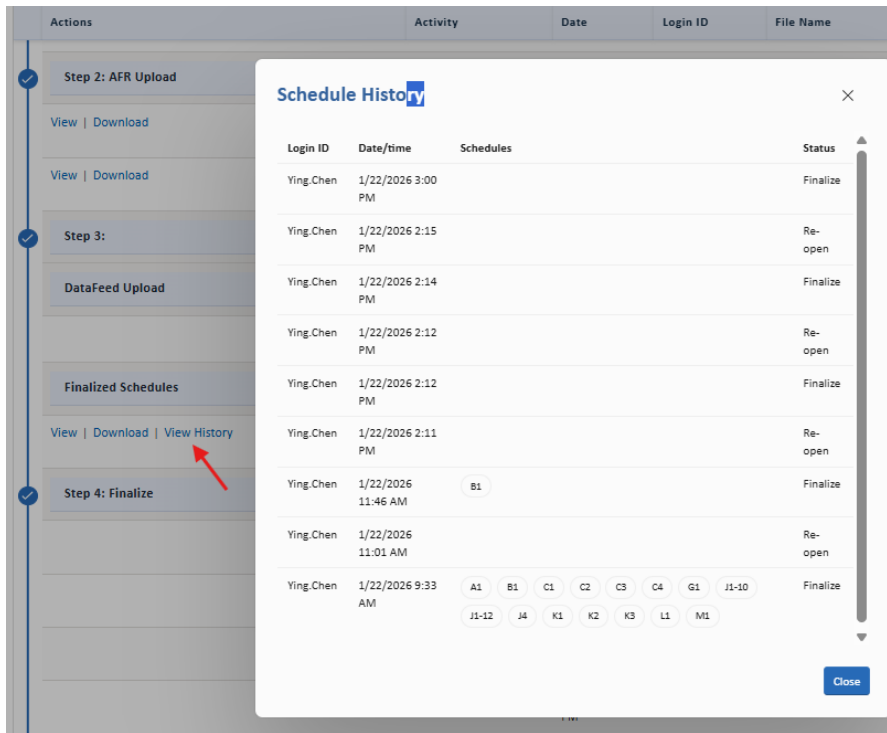 Actions Activity Date Login ID File Name
Step 2: AFR Upload
View | Download
View | Download
Step 3:
DataFeed Upload
Finalized Schedules
View | Download | View History
Step 4: Finalize
Schedule History
Login ID Date/time Schedules Status
Ying.Chen 1/22/2026 3:00 Finalize
PM
Ying.Chen 1/22/2026 2:15 Re-
PM open
Ying.Chen 1/22/2026 2:14 Finalize
PM
Ying.Chen 1/22/2026 2:12 Re-
PM open
Ying.Chen 1/22/2026 2:12 Finalize
PM
Ying.Chen 1/22/2026 2:11 Re-
PM open
Ying.Chen 1/22/2026 B1 Finalize
11:46 AM
Ying.Chen 1/22/2026 Re-
11:01 AM open
Ying.Chen 1/22/2026 9:33 A1 B1 C1 C2 C3 C4 G1 J1-10 Finalize
AM J1-12 J4 K1 K2 K3 L1 M1
Close